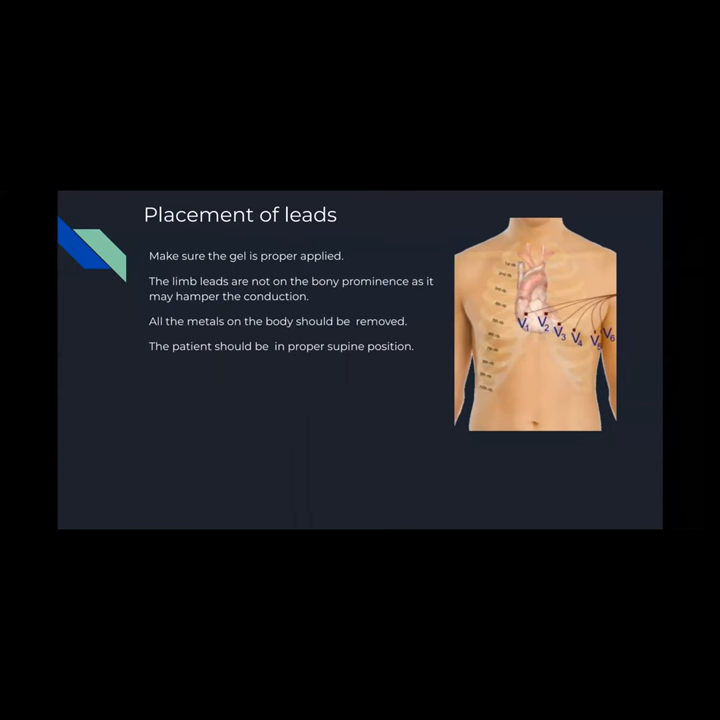 Placement of leads
Make sure the gel is proper applied.
The limb leads are not on the bony prominence as it
may hamper the conduction.
All the metals on the body should be removed.
The patient should be in proper supine position.
V1
V2
V3
V4
V5
V6